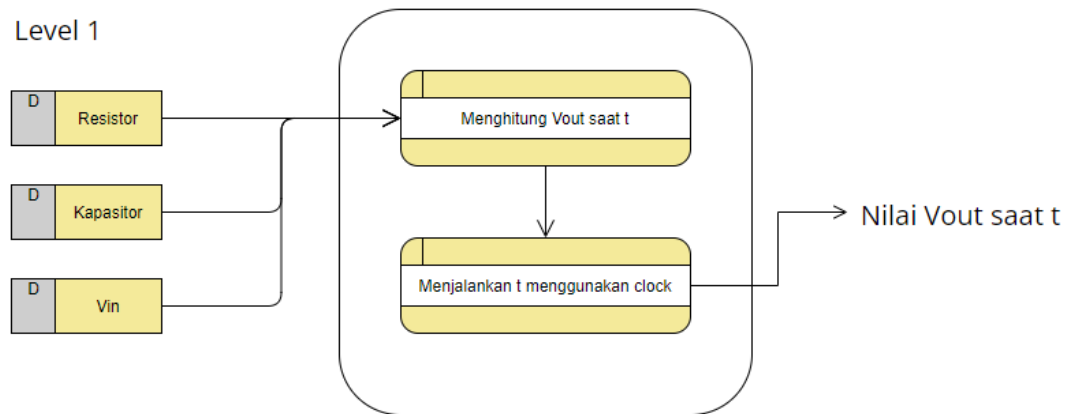 Level 1
D
Resistor
D
Kapasitor
D
Vin
Menghitung Vout saat t
Menjalankan t menggunakan clock
Nilai Vout saat t